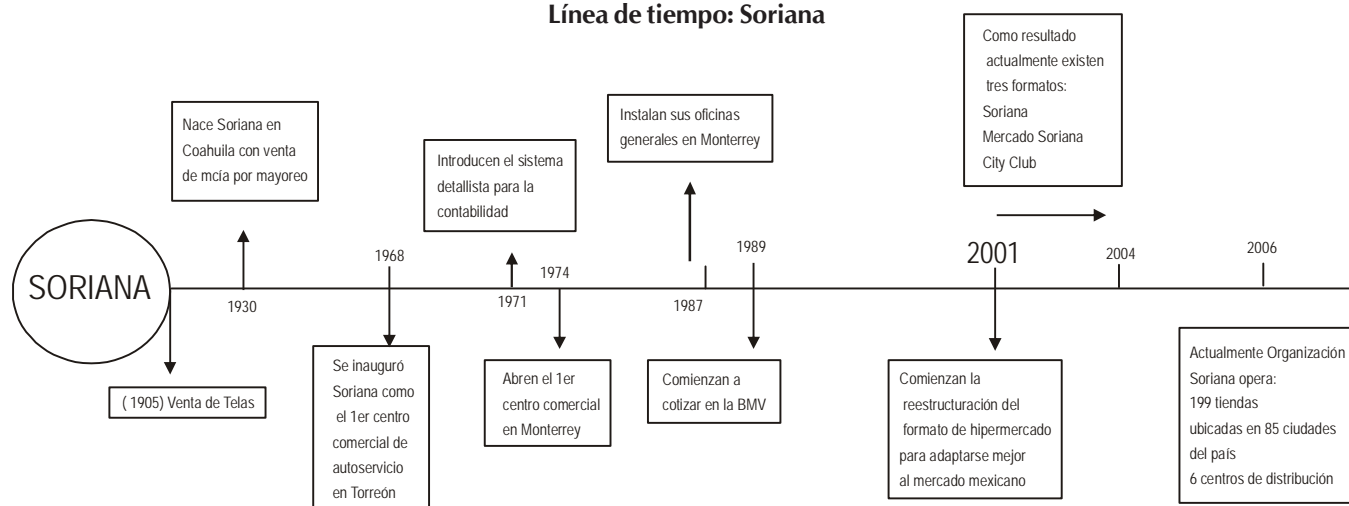 Línea de tiempo: Soriana
Como resultado
actualmente existen
tres formatos:
Soriana
Mercado Soriana
City Club
Nace Soriana en
Coahuila con venta
de mcía por mayoreo
Introducen el sistema
detallista para la
contabilidad
Instalan sus oficinas
generales en Monterrey
SORIANA
1930
1968
1971
1974
1987
1989
2001
2004
2006
( 1905) Venta de Telas
Se inauguró
Soriana como
el 1er centro
comercial de
autoservicio
en Torreón
Abren el 1er
centro comercial
en Monterrey
Comienzan a
cotizar en la BMV
Comienzan la
reestructuración del
formato de hipermercado
para adaptarse mejor
al mercado mexicano
Actualmente Organización
Soriana opera:
199 tiendas
ubicadas en 85 ciudades
del país
6 centros de distribución